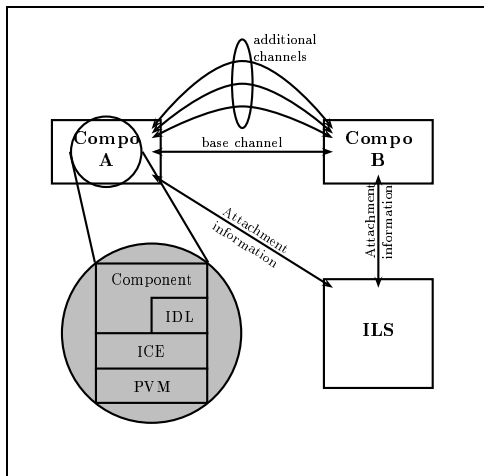 additional
channels
Compo
A
base channel
Compo
B
Attachment
information
Attachment
information
Component
IDL
ICE
PVM
ILS